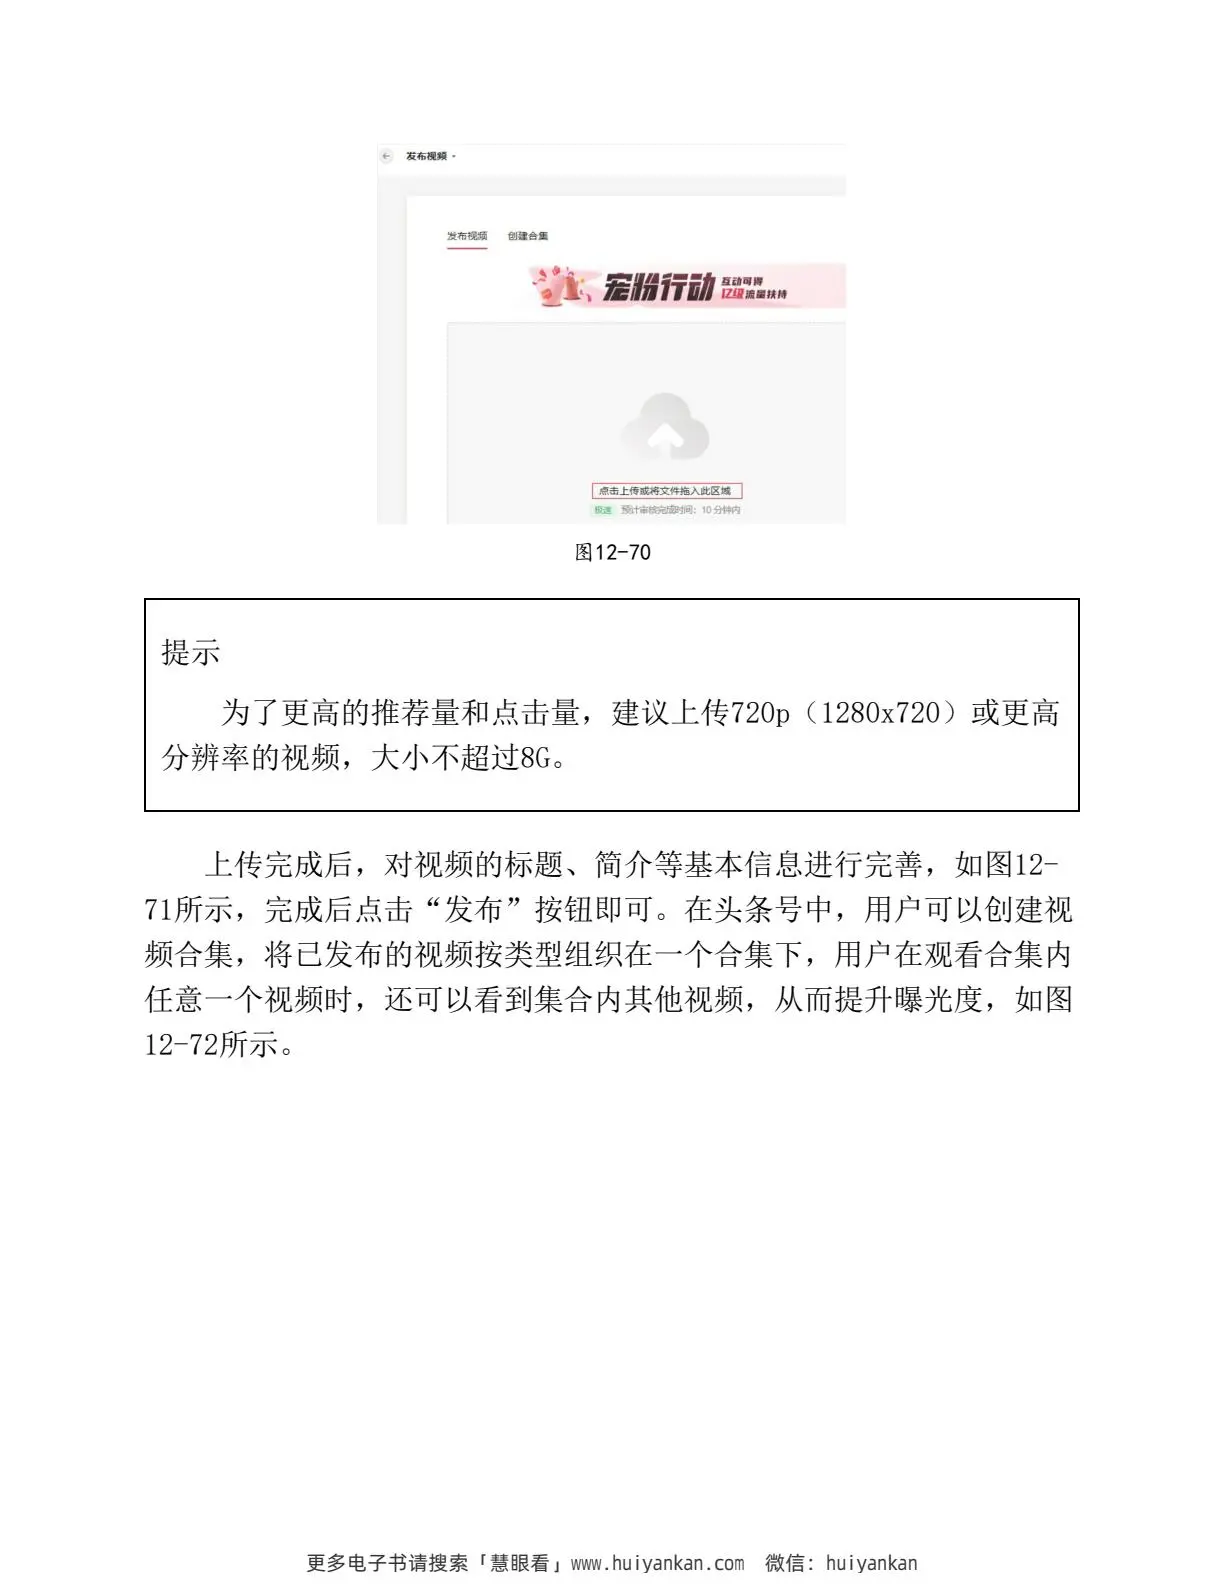 发布视频
发布视频 创建合集
宠粉行动 互动可得
亿级流量扶持
点击上传或将文件拖入此区域
极速 预计审核完成时间：10 分钟内
图12-70
提示
为了更高的推荐量和点击量，建议上传720p（1280x720）或更高
分辨率的视频，大小不超过8G。
上传完成后，对视频的标题、简介等基本信息进行完善，如图12-
71所示，完成后点击“发布”按钮即可。在头条号中，用户可以创建视
频合集，将已发布的视频按类型组织在一个合集下，用户在观看合集内
任意一个视频时，还可以看到集合内其他视频，从而提升曝光度，如图
12-72所示。
更多电子书请搜索「慧眼看」www.huiyankan.com 微信：huiyankan